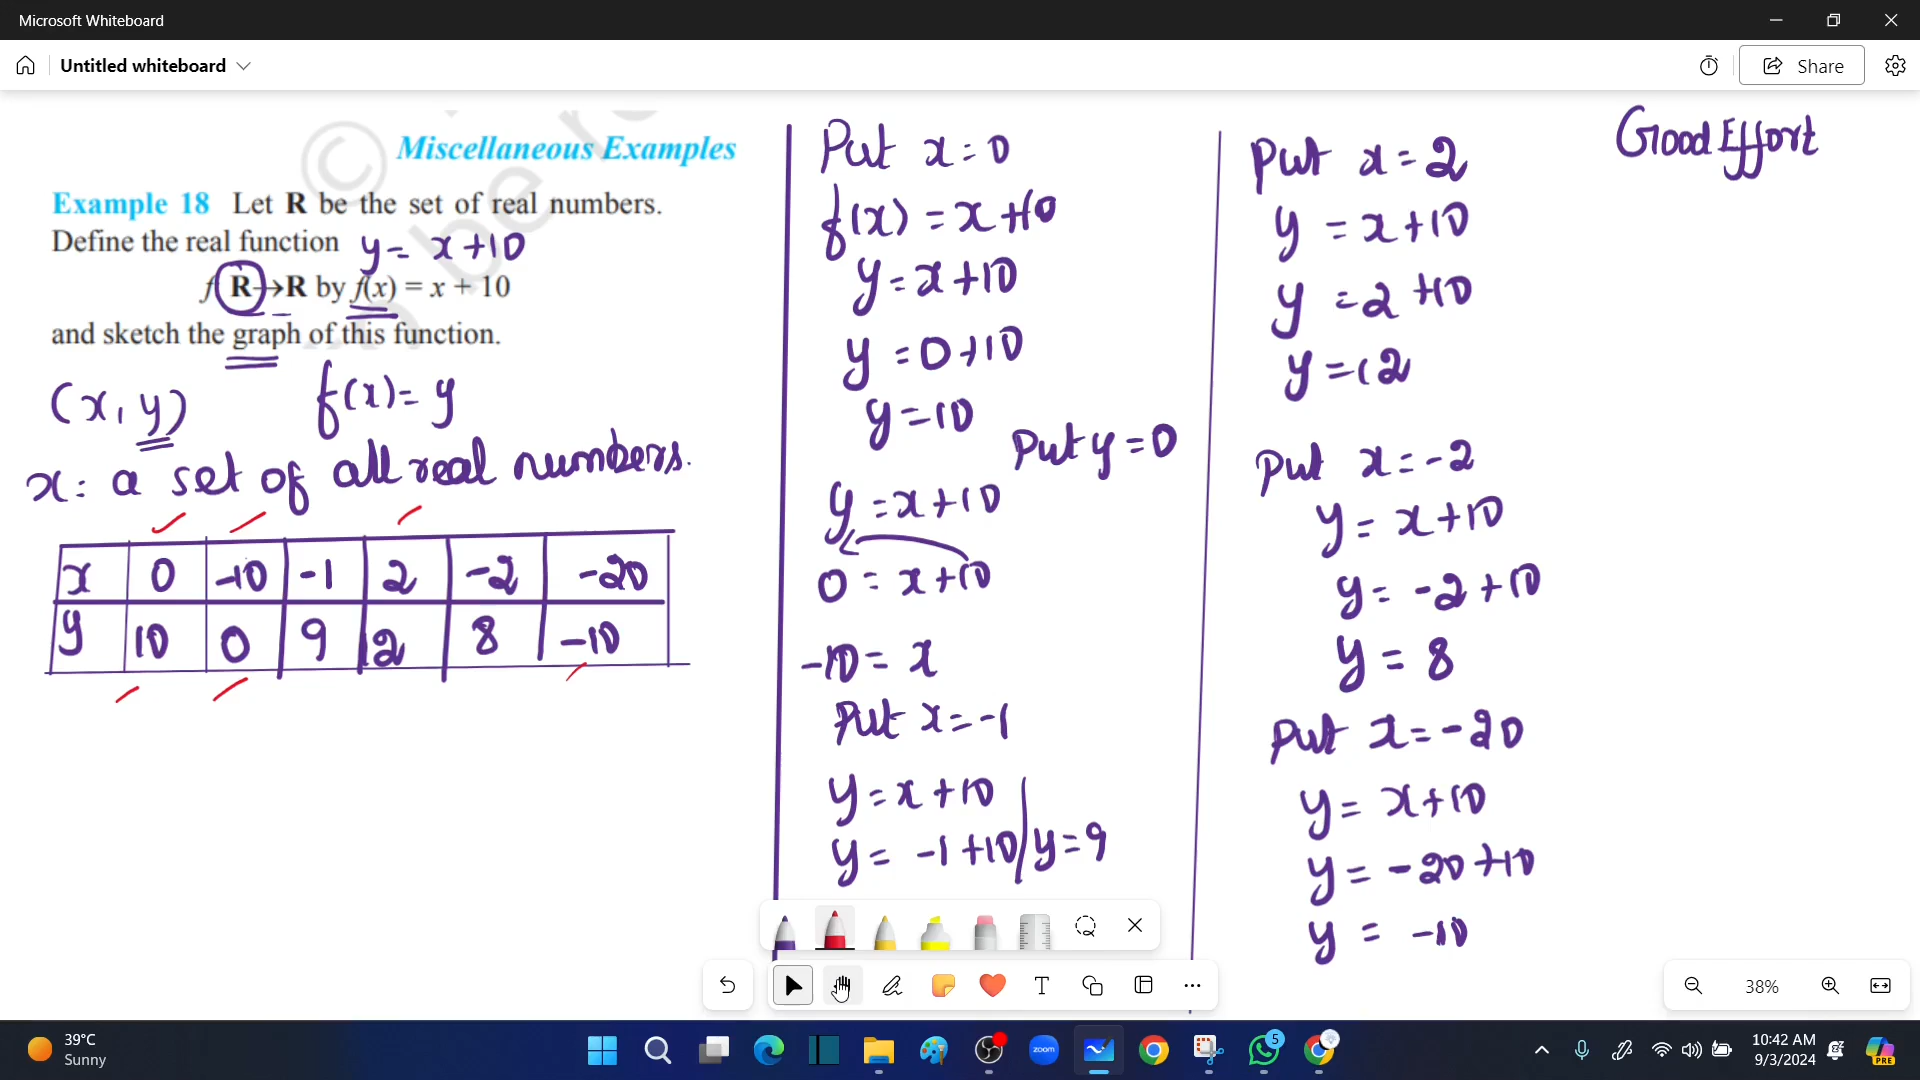 Microsoft Whiteboard
Untitled whiteboard
Share
Miscellaneous Examples
Example 18 Let R be the set of real numbers.
Define the real function y = x+10
f R→R by f(x) = x + 10
and sketch the graph of this function.
(x, y) f(x)= y
x: a set of all real numbers.
x 0 -10 -1 2 -2 -20
y 10 0 9 12 8 -10
Put x=0
f(x) = x+10
y = x+10
y = 0+10
y = 10
Put y = 0
y = x+10
0 = x+10
-10 = x
Put x = -1
y = x+10
y = -1+10 y = 9
Put x = 2
y = x+10
y = 2+10
y = 12
Put x = -2
y = x+10
y = -2+10
y = 8
Put x = -20
y = x+10
y = -20+10
y = -10
Good Effort
38%
39°C
Sunny
zoom
5
10:42 AM
9/3/2024
PRE